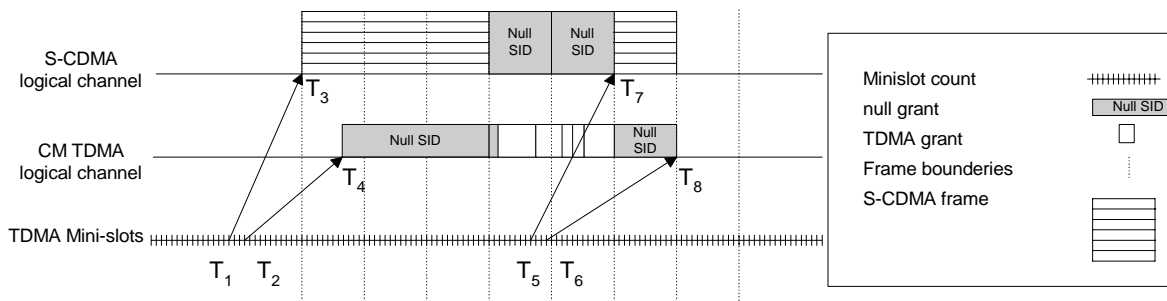 S-CDMA
logical channel
Null
SID
Null
SID
T3
T7
CM TDMA
logical channel
Null SID
Null
SID
T4
T8
TDMA Mini-slots
T1
T2
T5
T6
Minislot count
null grant
Null SID
TDMA grant
Frame bounderies
S-CDMA frame